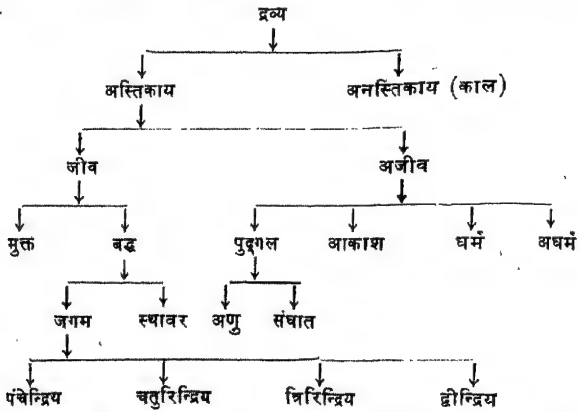 द्रव्य
अस्तिकाय अनस्तिकाय (काल)
जीव अजीव
मुक्त बद्ध पुद्गल आकाश धर्म अधर्म
जगम स्थावर अणु संघात
पंचेन्द्रिय चतुरिन्द्रिय त्रिरिन्द्रिय द्वीन्द्रिय